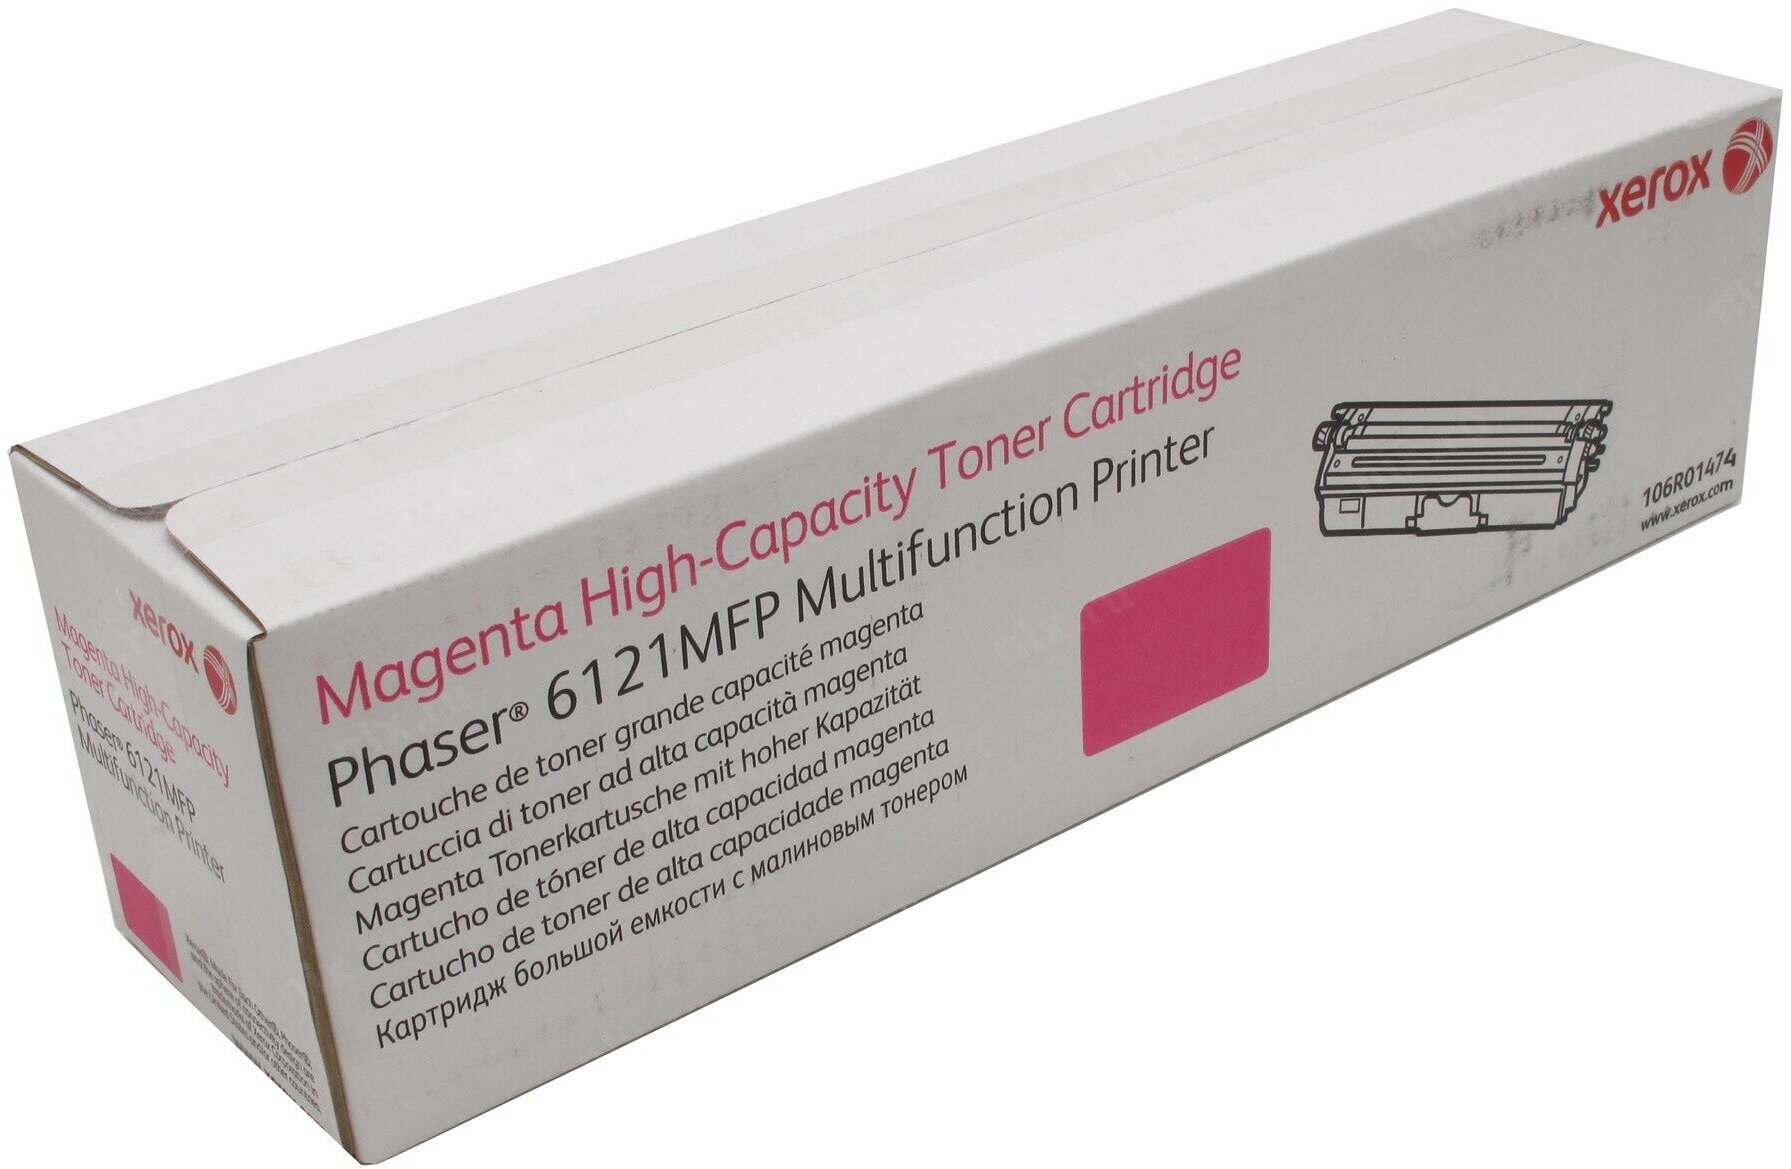 xerox
Magenta High-Capacity Toner Cartridge
Phaser® 6121MFP Multifunction Printer
Cartouche de toner grande capacité magenta
Cartuccia di toner ad alta capacità magenta
Magenta Tonerkartusche mit hoher Kapazität
Cartucho de tóner de alta capacidad magenta
Cartucho de toner de alta capacidade magenta
Картридж большой емкости с малиновым тонером
106R01474
www.xerox.com
xerox
Magenta High-Capacity
Toner Cartridge
Phaser® 6121MFP
Multifunction Printer